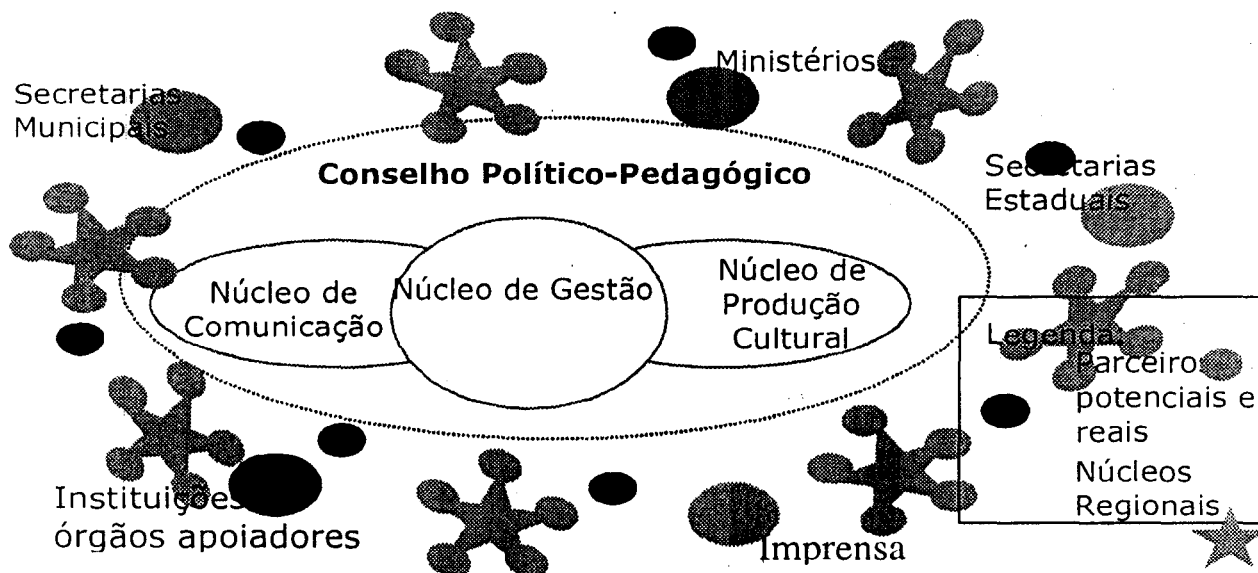 Ministérios
Secretarias
Municipais
Conselho Político-Pedagógico
Secretarias
Estaduais
Núcleo de
Comunicação
Núcleo de Gestão
Núcleo de
Produção
Cultural
Legenda:
Parceiros
potenciais e
reais
Núcleos
Regionais
Instituições
órgãos apoiadores
Imprensa